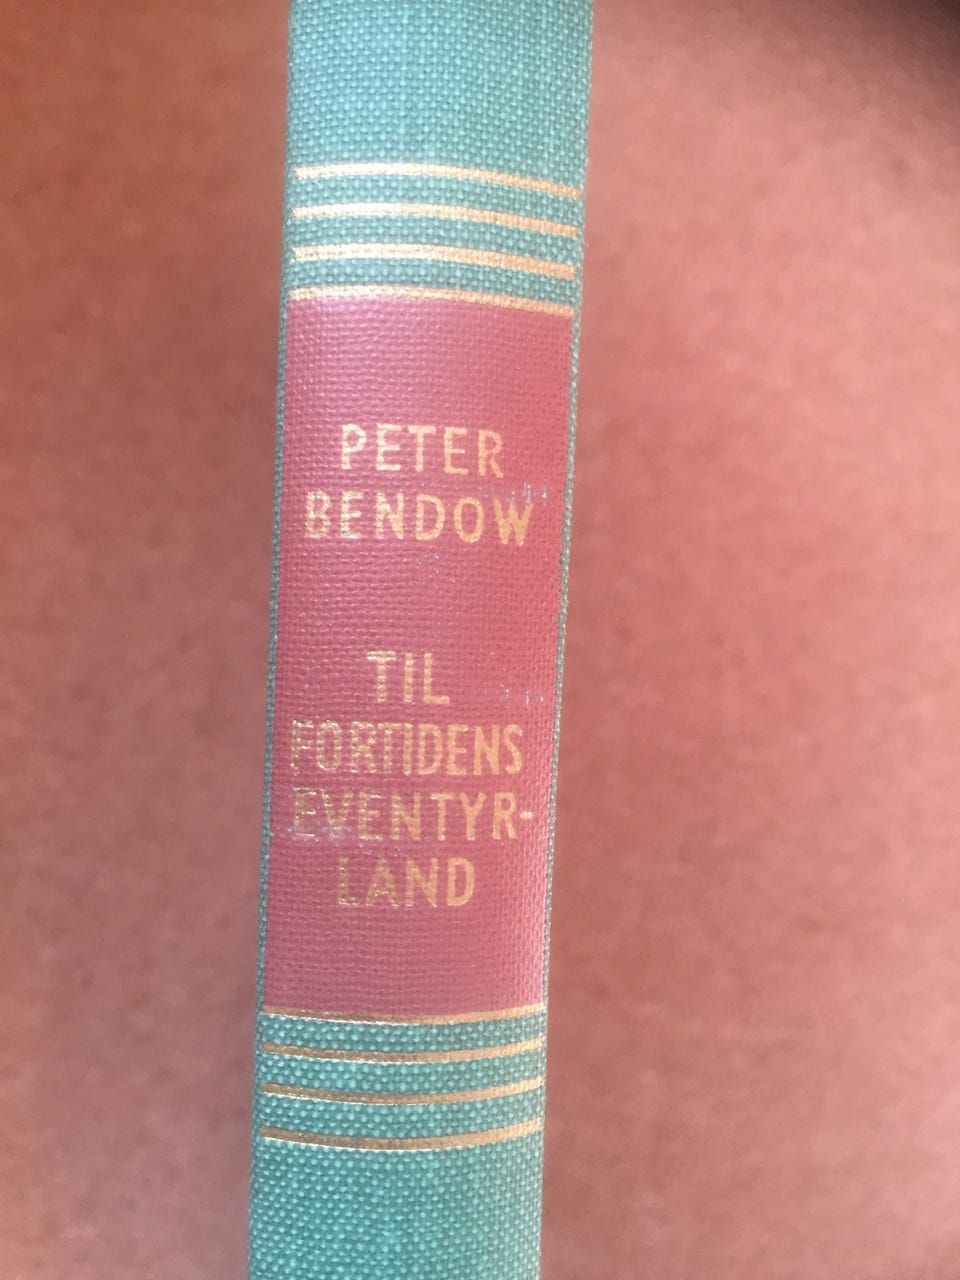 PETER
BENDOW
TIL
FORTIDENS
EVENTYR-
LAND